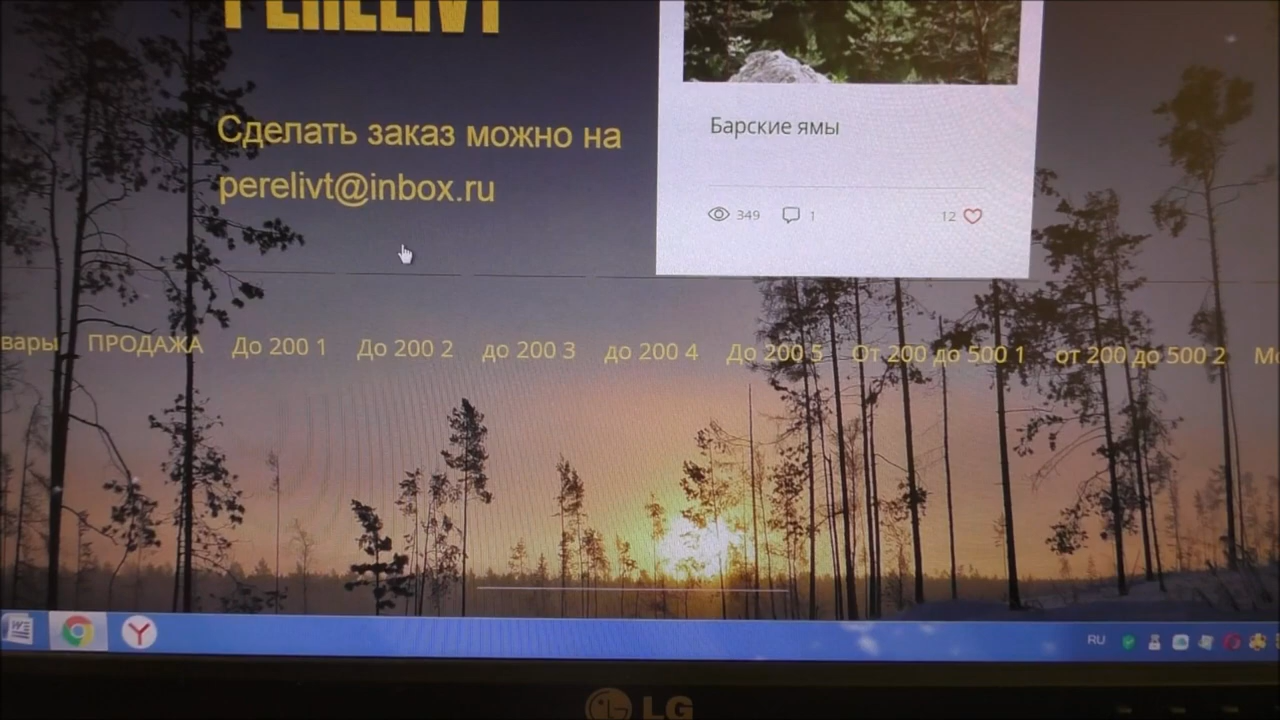 PERELIVT
Сделать заказ можно на
perelivt@inbox.ru
Барские ямы
349 1 12
вары ПРОДАЖА До 200 1 До 200 2 до 200 3 до 200 4 До 200 5 От 200 до 500 1 от 200 до 500 2 Мо
RU
LG